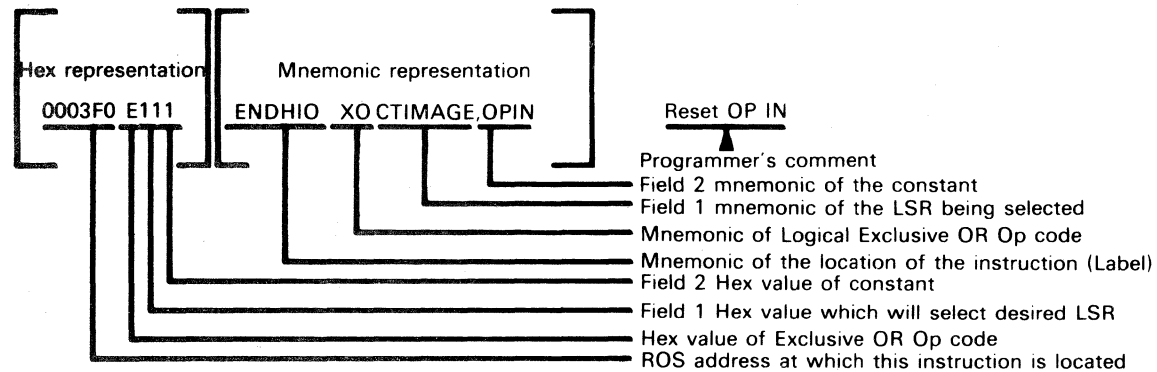 Hex representation Mnemonic representation
0003F0 E111 ENDHIO XO CTIMAGE,OPIN Reset OP IN
Programmer's comment
Field 2 mnemonic of the constant
Field 1 mnemonic of the LSR being selected
Mnemonic of Logical Exclusive OR Op code
Mnemonic of the location of the instruction (Label)
Field 2 Hex value of constant
Field 1 Hex value which will select desired LSR
Hex value of Exclusive OR Op code
ROS address at which this instruction is located